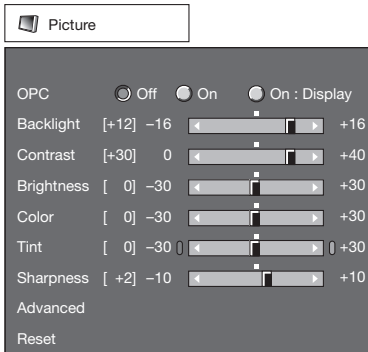 Picture
OPC Off On On : Display
Backlight [+12] –16 +16
Contrast [+30] 0 +40
Brightness [ 0] –30 +30
Color [ 0] –30 +30
Tint [ 0] –30 +30
Sharpness [ +2] –10 +10
Advanced
Reset